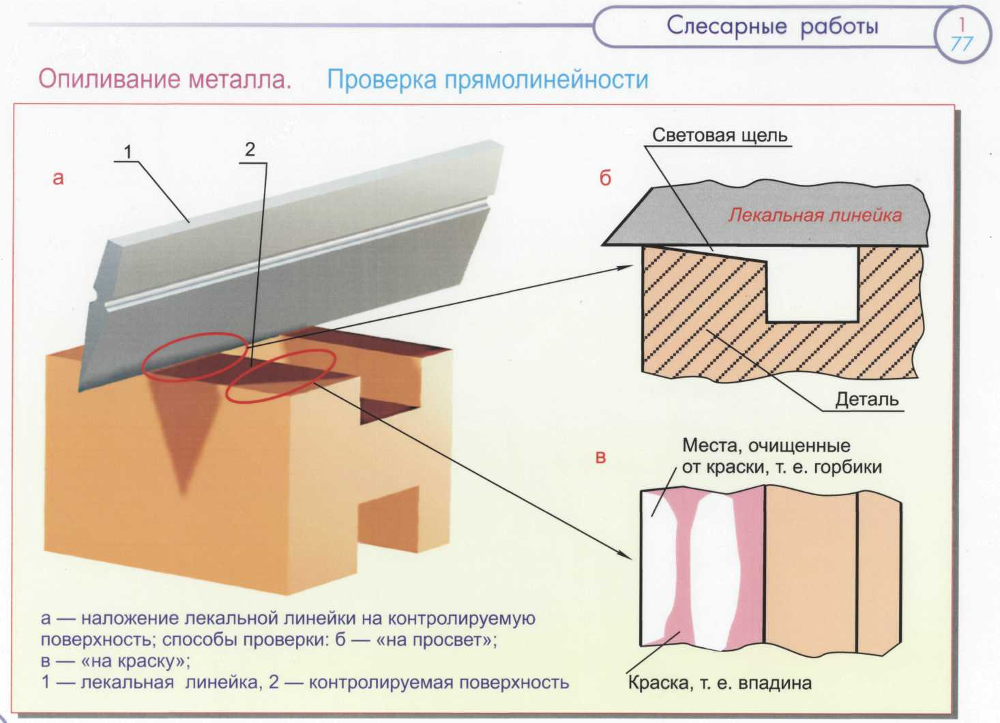 Слесарные работы
1
77
Опиливание металла. Проверка прямолинейности
1
2
а
Световая щель
б
Лекальная линейка
Деталь
в
Места, очищенные
от краски, т. е. горбики
Краска, т. е. впадина
а — наложение лекальной линейки на контролируемую
поверхность; способы проверки: б — «на просвет»;
в — «на краску»;
1 — лекальная линейка, 2 — контролируемая поверхность